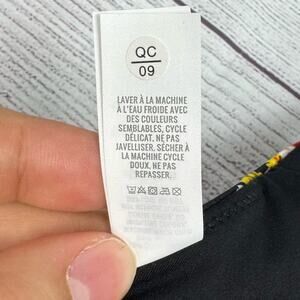 QC
09
LAVER À LA MACHINE
À L'EAU FROIDE AVEC
DES COULEURS
SEMBLABLES, CYCLE
DÉLICAT. NE PAS
JAVELLISER. SÉCHER À
LA MACHINE CYCLE
DOUX. NE PAS
REPASSER.